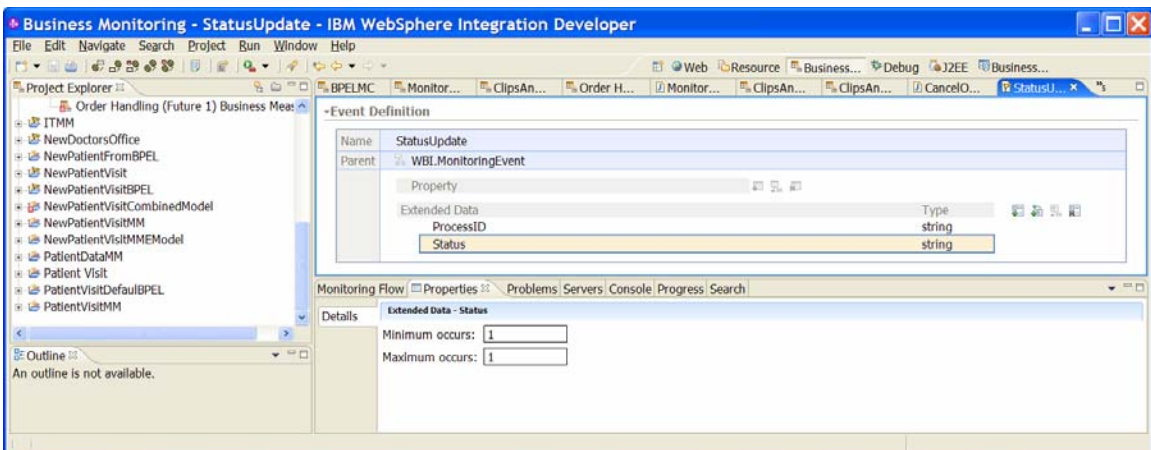 Business Monitoring - StatusUpdate - IBM WebSphere Integration Developer
File Edit Navigate Search Project Run Window Help
Web Resource Business... Debug J2EE Business...
Project Explorer
Order Handling (Future 1) Business Meas
ITMM
NewDoctorsOffice
NewPatientFromBPEL
NewPatientVisit
NewPatientVisitBPEL
NewPatientVisitCombinedModel
NewPatientVisitMM
NewPatientVisitMMEModel
PatientDataMM
Patient Visit
PatientVisitDefaulBPEL
PatientVisitMM
Outline
An outline is not available.
BPELMC Monitor... ClipsAn... Order H... Monitor... ClipsAn... ClipsAn... CancelO... StatusU...
Event Definition
Name StatusUpdate
Parent WBI.MonitoringEvent
Property
Extended Data Type
ProcessID string
Status string
Monitoring Flow Properties Problems Servers Console Progress Search
Details
Extended Data - Status
Minimum occurs: 1
Maximum occurs: 1